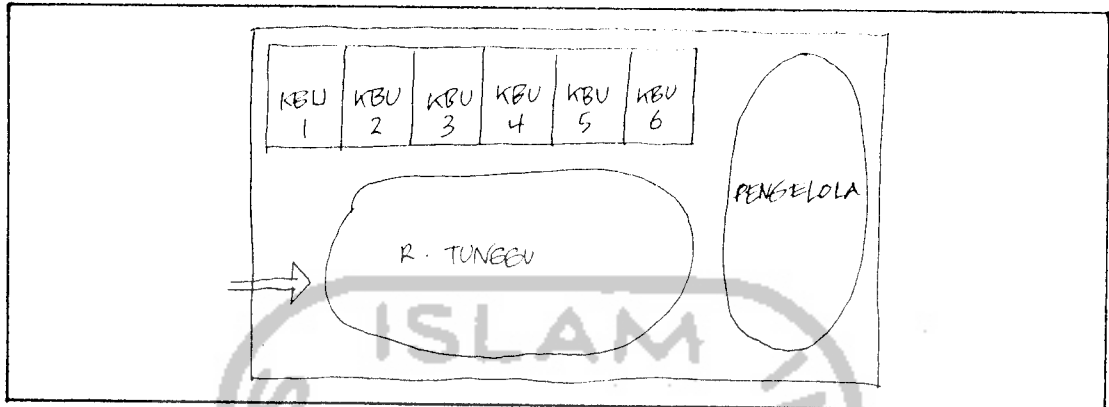 KBU 1
KBU 2
KBU 3
KBU 4
KBU 5
KBU 6
PENGELOLA
R. TUNGGU
ISLAM